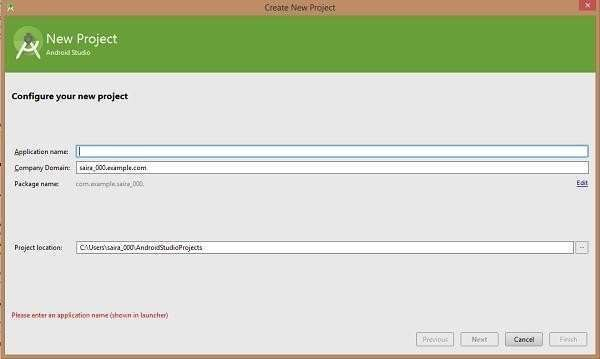 Create New Project
New Project
Android Studio
Configure your new project
Application name:
Company Domain: saira_000.example.com
Package name: com.example.saira_000. Edit
Project location: C:\Users\saira_000\AndroidStudioProjects ...
Please enter an application name (shown in launcher)
Previous Next Cancel Finish